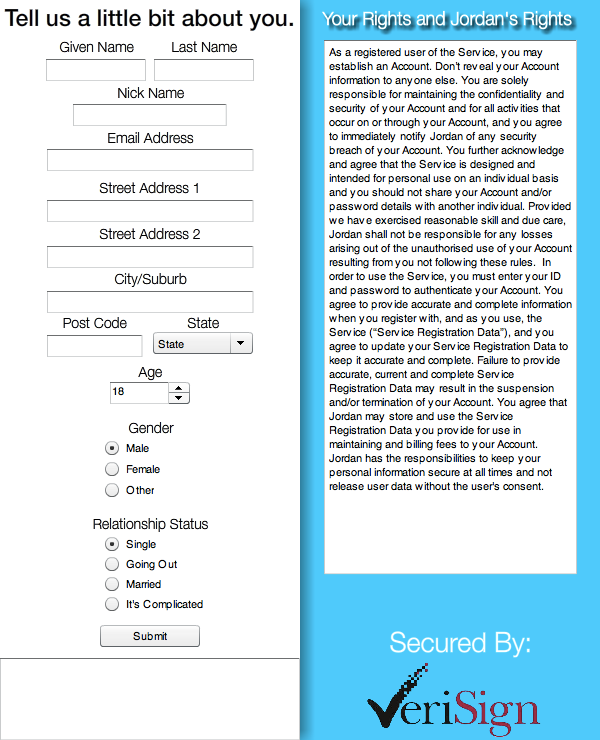 Tell us a little bit about you.
Given Name Last Name
Nick Name
Email Address
Street Address 1
Street Address 2
City/Suburb
Post Code State
State
Age
18
Gender
Male
Female
Other
Relationship Status
Single
Going Out
Married
It's Complicated
Submit
Your Rights and Jordan's Rights
As a registered user of the Service, you may
establish an Account. Don't reveal your Account
information to anyone else. You are solely
responsible for maintaining the confidentiality and
security of your Account and for all activities that
occur on or through your Account, and you agree
to immediately notify Jordan of any security
breach of your Account. You further acknowledge
and agree that the Service is designed and
intended for personal use on an individual basis
and you should not share your Account and/or
password details with another individual. Provided
we have exercised reasonable skill and due care,
Jordan shall not be responsible for any losses
arising out of the unauthorised use of your Account
resulting from you not following these rules.  In
order to use the Service, you must enter your ID
and password to authenticate your Account. You
agree to provide accurate and complete information
when you register with, and as you use, the
Service (“Service Registration Data”), and you
agree to update your Service Registration Data to
keep it accurate and complete. Failure to provide
accurate, current and complete Service
Registration Data may result in the suspension
and/or termination of your Account. You agree that
Jordan may store and use the Service
Registration Data you provide for use in
maintaining and billing fees to your Account.
Jordan has the responsibilities to keep your
personal information secure at all times and not
release user data without the user's consent.
Secured By:
VeriSign